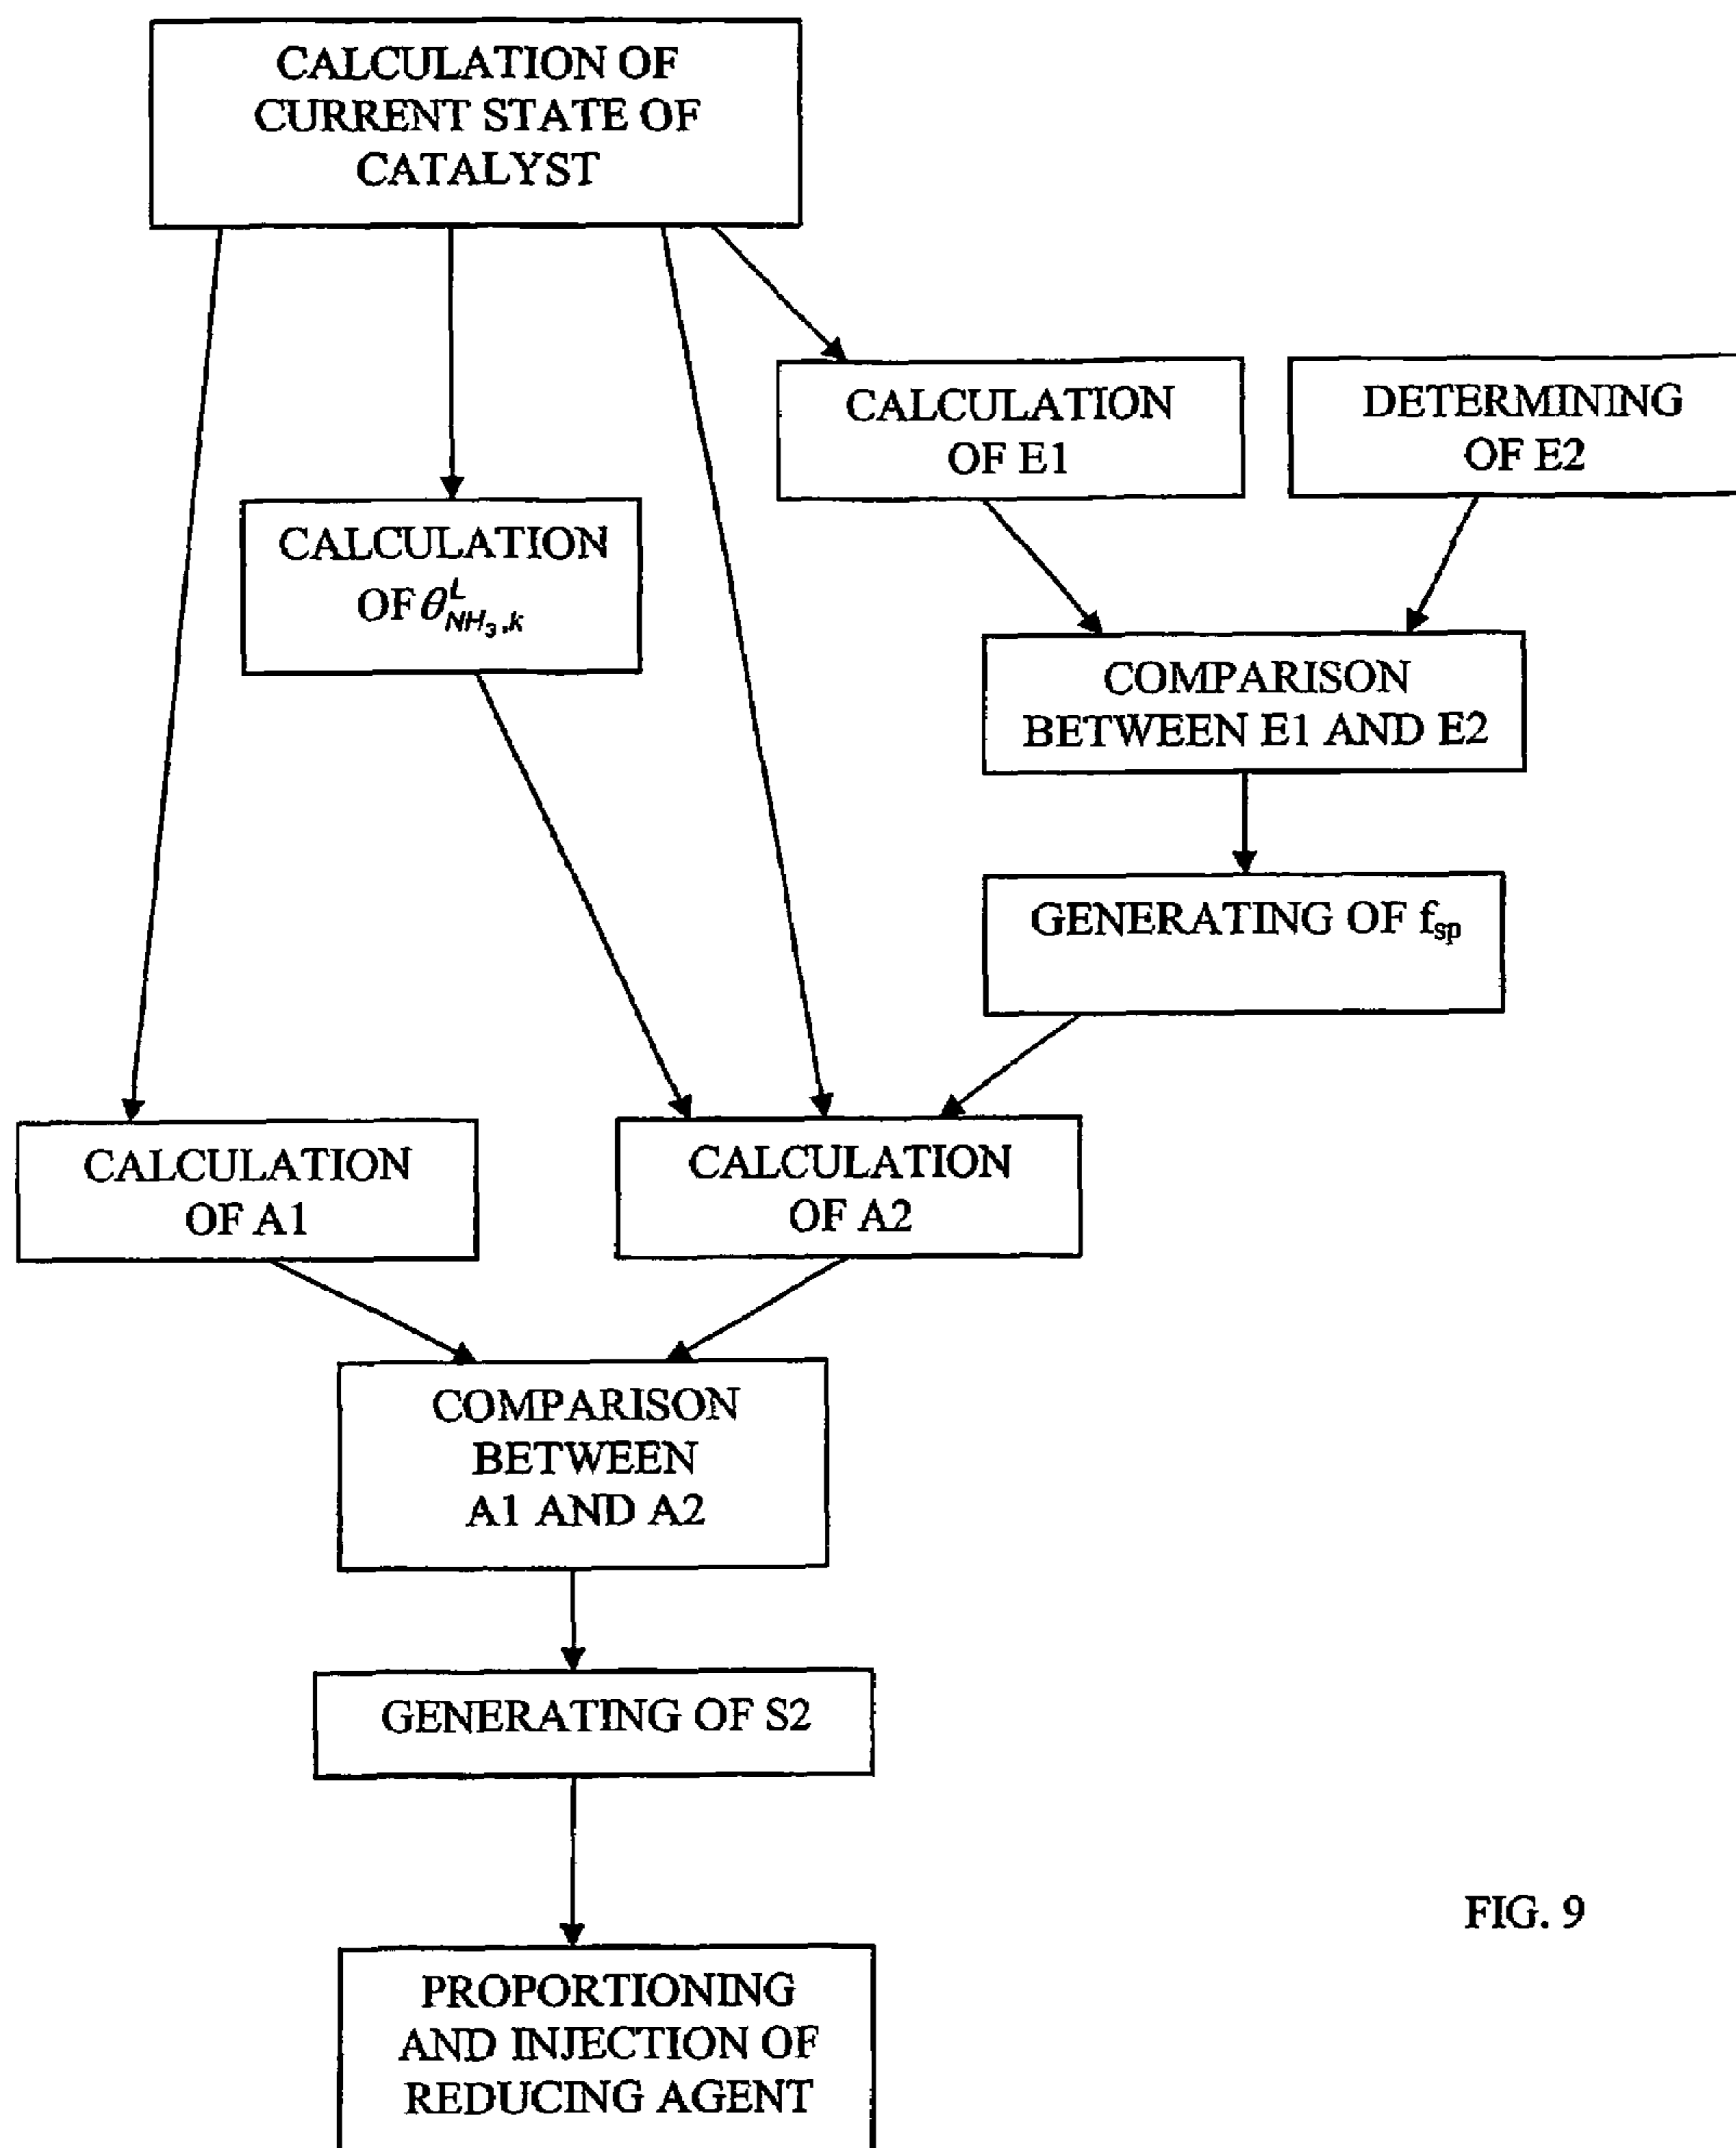 CALCULATION OF
CURRENT STATE OF
CATALYST
CALCULATION
OF E1
DETERMINING
OF E2
CALCULATION
OF θ^L_{NH₃,k}
COMPARISON
BETWEEN E1 AND E2
GENERATING OF f_{sp}
CALCULATION
OF A1
CALCULATION
OF A2
COMPARISON
BETWEEN
A1 AND A2
GENERATING OF S2
PROPORTIONING
AND INJECTION OF
REDUCING AGENT
FIG. 9